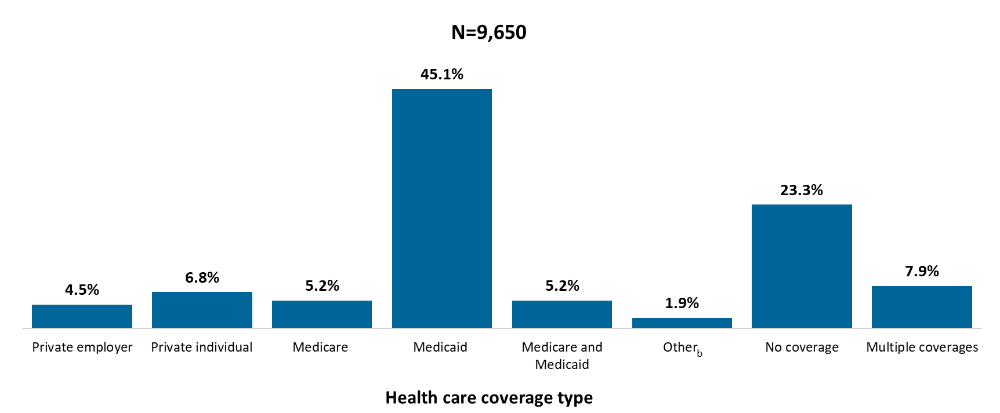 N=9,650
45.1%
23.3%
7.9%
6.8%
5.2%
5.2%
4.5%
1.9%
Private employer
Private individual
Medicare
Medicaid
Medicare and
Medicaid
Otherb
No coverage
Multiple coverages
Health care coverage type